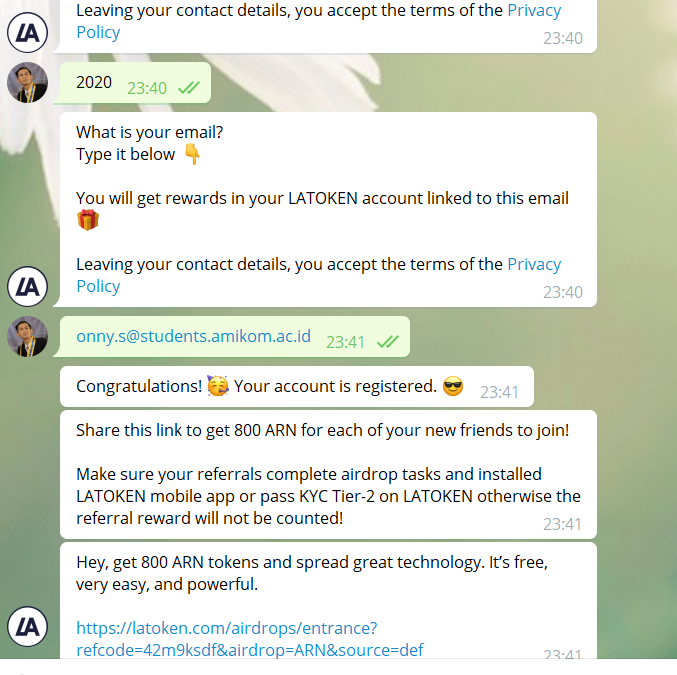 Leaving your contact details, you accept the terms of the Privacy
Policy
23:40
2020 23:40
What is your email?
Type it below 👇
You will get rewards in your LATOKEN account linked to this email
🎁
Leaving your contact details, you accept the terms of the Privacy
Policy
23:40
onny.s@students.amikom.ac.id 23:41
Congratulations! 🥳 Your account is registered. 😎 23:41
Share this link to get 800 ARN for each of your new friends to join!
Make sure your referrals complete airdrop tasks and installed
LATOKEN mobile app or pass KYC Tier-2 on LATOKEN otherwise the
referral reward will not be counted!
23:41
Hey, get 800 ARN tokens and spread great technology. It’s free,
very easy, and powerful.
https://latoken.com/airdrops/entrance?
refcode=42m9ksdf&airdrop=ARN&source=def
23:41